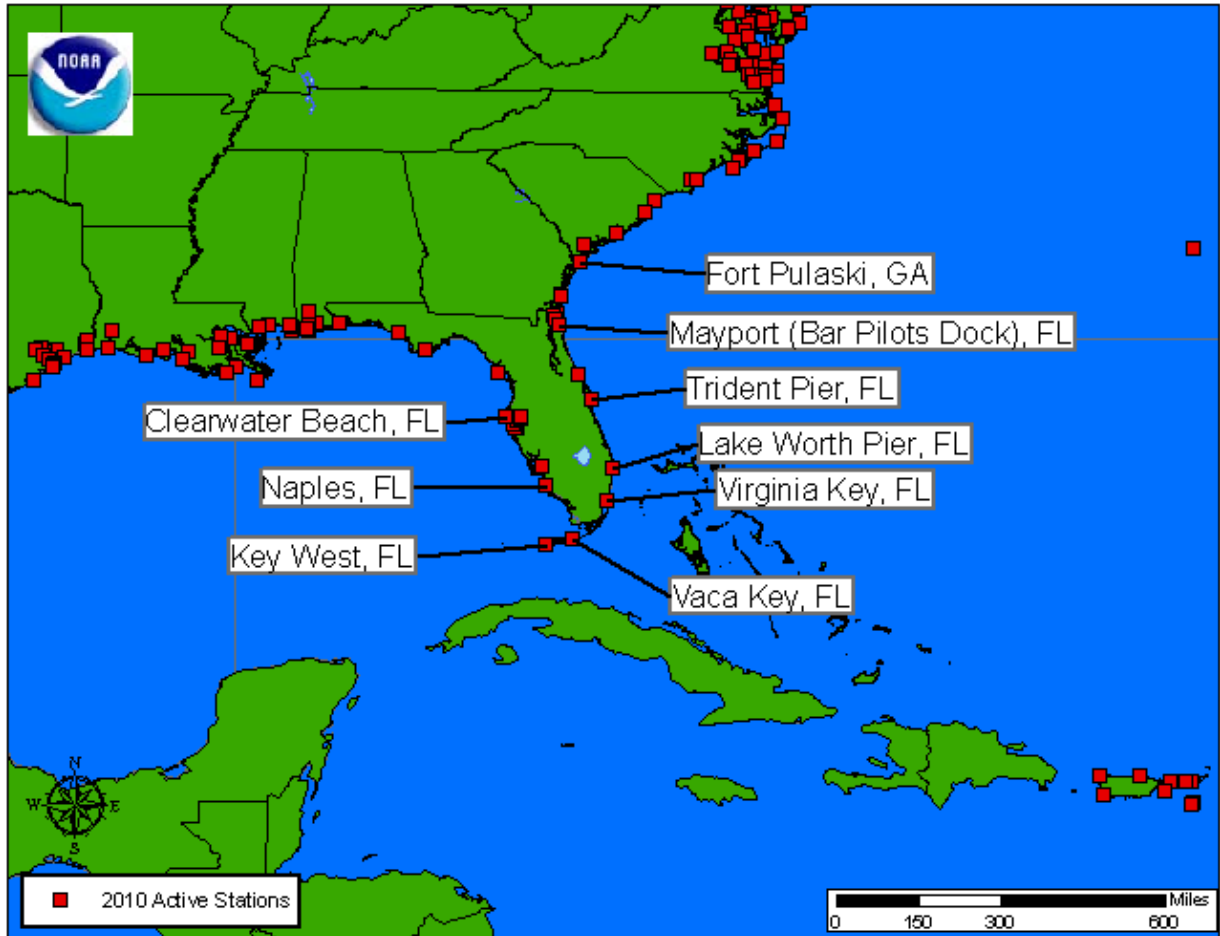 NOAA
Fort Pulaski, GA
Mayport (Bar Pilots Dock), FL
Trident Pier, FL
Clearwater Beach, FL
Lake Worth Pier, FL
Naples, FL
Virginia Key, FL
Key West, FL
Vaca Key, FL
N
W E
S
2010 Active Stations
Miles
0 150 300 600